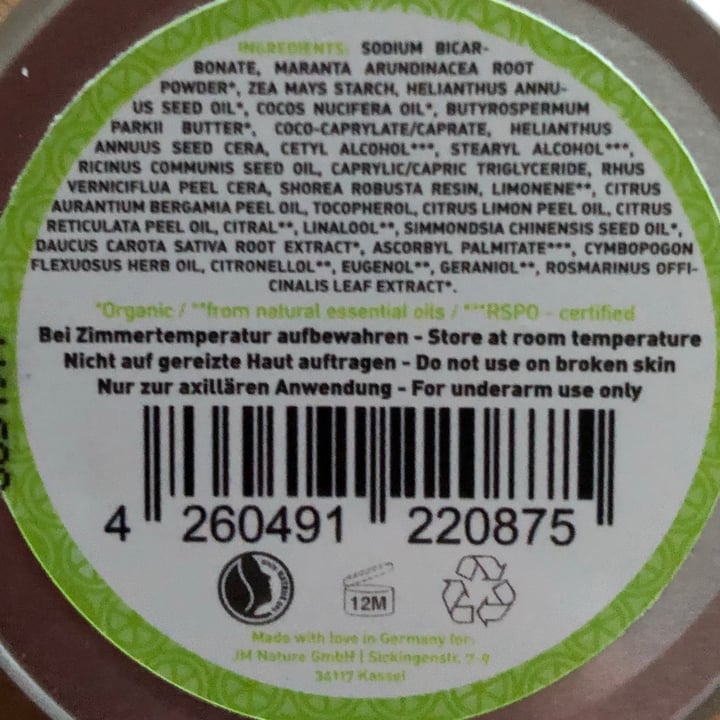 INGREDIENTS: SODIUM BICAR-
BONATE, MARANTA ARUNDINACEA ROOT
POWDER*, ZEA MAYS STARCH, HELIANTHUS ANNU-
US SEED OIL*, COCOS NUCIFERA OIL*, BUTYROSPERMUM
PARKII BUTTER*, COCO-CAPRYLATE/CAPRATE, HELIANTHUS
ANNUUS SEED CERA, CETYL ALCOHOL***, STEARYL ALCOHOL***,
RICINUS COMMUNIS SEED OIL, CAPRYLIC/CAPRIC TRIGLYCERIDE, RHUS
VERNICIFLUA PEEL CERA, SHOREA ROBUSTA RESIN, LIMONENE**, CITRUS
AURANTIUM BERGAMIA PEEL OIL, TOCOPHEROL, CITRUS LIMON PEEL OIL, CITRUS
RETICULATA PEEL OIL, CITRAL**, LINALOOL**, SIMMONDSIA CHINENSIS SEED OIL*,
DAUCUS CAROTA SATIVA ROOT EXTRACT*, ASCORBYL PALMITATE***, CYMBOPOGON
FLEXUOSUS HERB OIL, CITRONELLOL**, EUGENOL**, GERANIOL**, ROSMARINUS OFFI-
CINALIS LEAF EXTRACT*.
*Organic / **from natural essential oils / ***RSPO - certified
Bei Zimmertemperatur aufbewahren - Store at room temperature
Nicht auf gereizte Haut auftragen - Do not use on broken skin
Nur zur axillären Anwendung - For underarm use only
4 260491 220875
12M
Made with love in Germany for:
JM Nature GmbH | Sickingenstr. 7-9
34117 Kassel